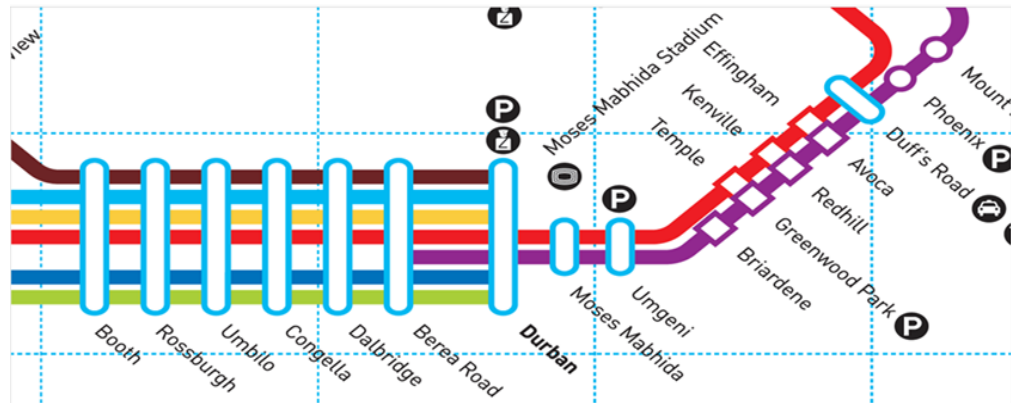 Moses Mabhida Stadium
Effingham
Kenville
Temple
P
Z
Z
P
Mount
Phoenix
P
Duff's Road
Avoca
Redhill
Greenwood Park
P
Briardene
Umgeni
Moses Mabhida
Durban
Berea Road
Dalbridge
Congella
Umbilo
Rossburgh
Booth